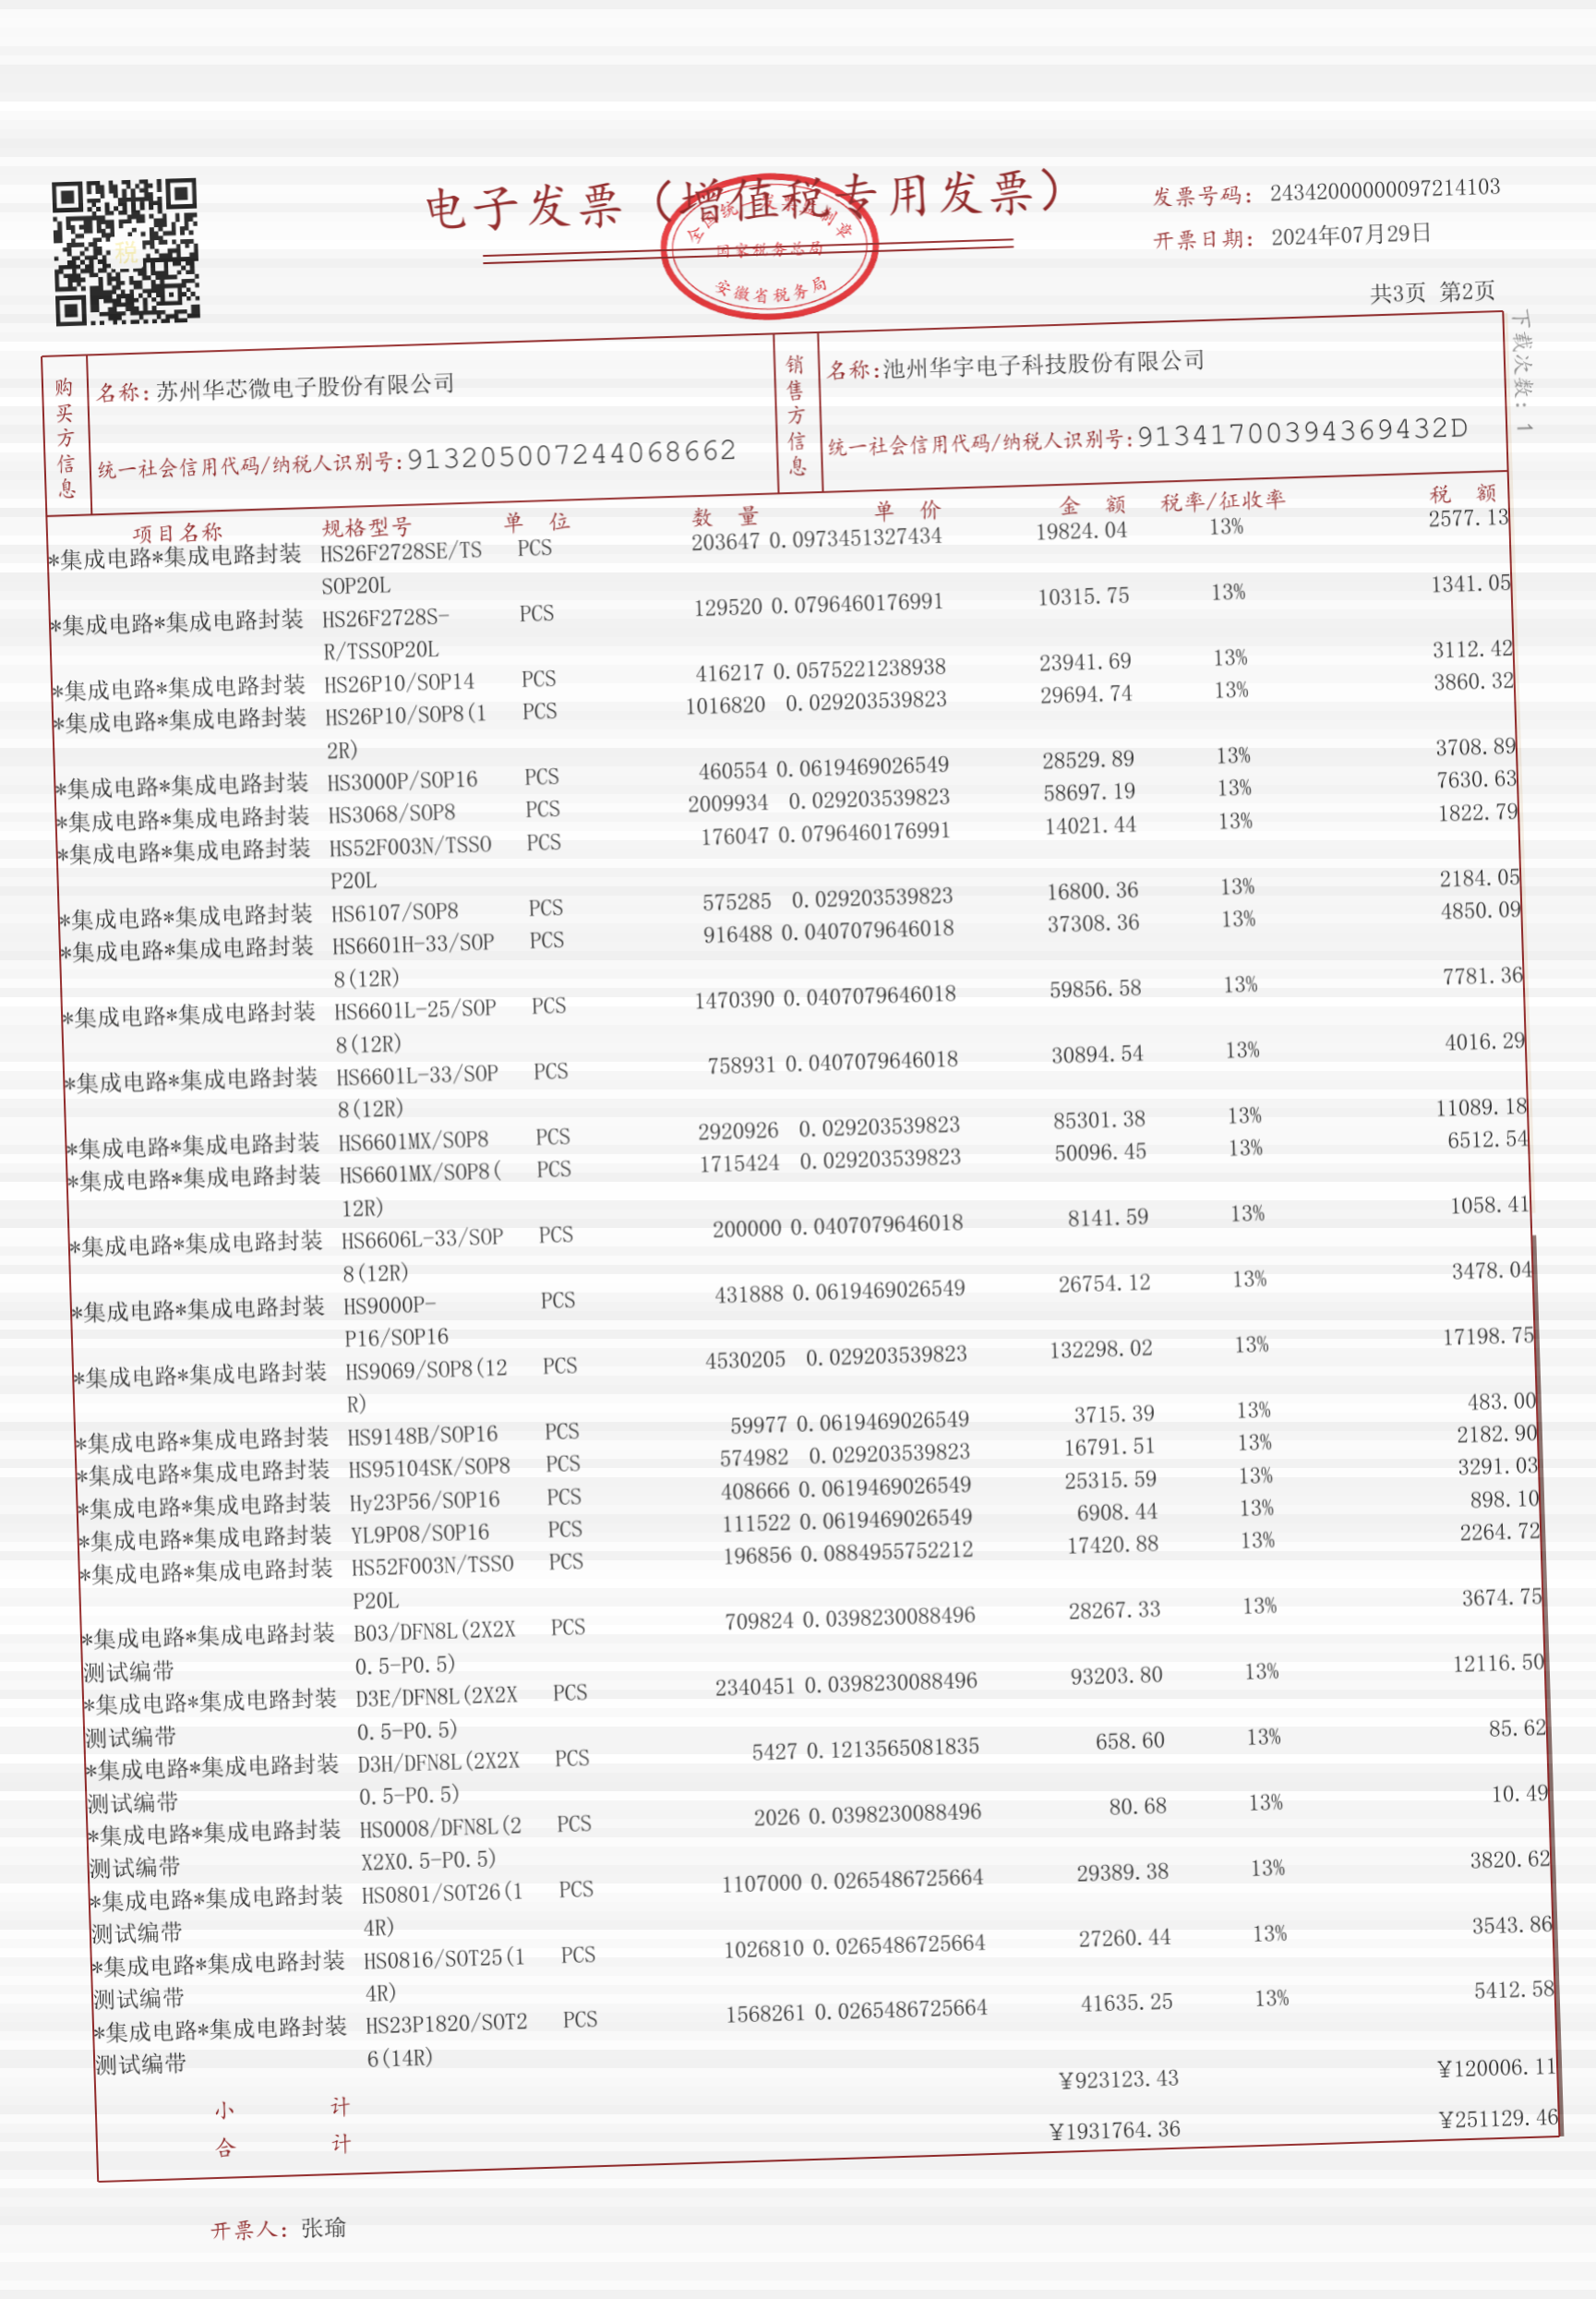 电子发票（增值税专用发票）
全国统一发票监制章
国家税务总局
安徽省税务局
税
发票号码：24342000000097214103
开票日期：2024年07月29日
共3页 第2页
下载次数：1
购买方信息
名称：苏州华芯微电子股份有限公司
统一社会信用代码/纳税人识别号：913205007244068662
销售方信息
名称：池州华宇电子科技股份有限公司
统一社会信用代码/纳税人识别号：91341700394369432D
项目名称 规格型号 单 位 数 量 单 价 金 额 税率/征收率 税 额
*集成电路*集成电路封装 HS26F2728SE/TS PCS 203647 0.0973451327434 19824.04 13% 2577.13
SOP20L
*集成电路*集成电路封装 HS26F2728S- PCS 129520 0.0796460176991 10315.75 13% 1341.05
R/TSSOP20L
*集成电路*集成电路封装 HS26P10/SOP14 PCS 416217 0.0575221238938 23941.69 13% 3112.42
*集成电路*集成电路封装 HS26P10/SOP8(1 PCS 1016820 0.029203539823 29694.74 13% 3860.32
2R)
*集成电路*集成电路封装 HS3000P/SOP16 PCS 460554 0.0619469026549 28529.89 13% 3708.89
*集成电路*集成电路封装 HS3068/SOP8 PCS 2009934 0.029203539823 58697.19 13% 7630.63
*集成电路*集成电路封装 HS52F003N/TSSO PCS 176047 0.0796460176991 14021.44 13% 1822.79
P20L
*集成电路*集成电路封装 HS6107/SOP8 PCS 575285 0.029203539823 16800.36 13% 2184.05
*集成电路*集成电路封装 HS6601H-33/SOP PCS 916488 0.0407079646018 37308.36 13% 4850.09
8(12R)
*集成电路*集成电路封装 HS6601L-25/SOP PCS 1470390 0.0407079646018 59856.58 13% 7781.36
8(12R)
*集成电路*集成电路封装 HS6601L-33/SOP PCS 758931 0.0407079646018 30894.54 13% 4016.29
8(12R)
*集成电路*集成电路封装 HS6601MX/SOP8 PCS 2920926 0.029203539823 85301.38 13% 11089.18
*集成电路*集成电路封装 HS6601MX/SOP8( PCS 1715424 0.029203539823 50096.45 13% 6512.54
12R)
*集成电路*集成电路封装 HS6606L-33/SOP PCS 200000 0.0407079646018 8141.59 13% 1058.41
8(12R)
*集成电路*集成电路封装 HS9000P- PCS 431888 0.0619469026549 26754.12 13% 3478.04
P16/SOP16
*集成电路*集成电路封装 HS9069/SOP8(12 PCS 4530205 0.029203539823 132298.02 13% 17198.75
R)
*集成电路*集成电路封装 HS9148B/SOP16 PCS 59977 0.0619469026549 3715.39 13% 483.00
*集成电路*集成电路封装 HS95104SK/SOP8 PCS 574982 0.029203539823 16791.51 13% 2182.90
*集成电路*集成电路封装 Hy23P56/SOP16 PCS 408666 0.0619469026549 25315.59 13% 3291.03
*集成电路*集成电路封装 YL9P08/SOP16 PCS 111522 0.0619469026549 6908.44 13% 898.10
*集成电路*集成电路封装 HS52F003N/TSSO PCS 196856 0.0884955752212 17420.88 13% 2264.72
P20L
*集成电路*集成电路封装 B03/DFN8L(2X2X PCS 709824 0.0398230088496 28267.33 13% 3674.75
测试编带 0.5-P0.5)
*集成电路*集成电路封装 D3E/DFN8L(2X2X PCS 2340451 0.0398230088496 93203.80 13% 12116.50
测试编带 0.5-P0.5)
*集成电路*集成电路封装 D3H/DFN8L(2X2X PCS 5427 0.1213565081835 658.60 13% 85.62
测试编带 0.5-P0.5)
*集成电路*集成电路封装 HS0008/DFN8L(2 PCS 2026 0.0398230088496 80.68 13% 10.49
测试编带 X2X0.5-P0.5)
*集成电路*集成电路封装 HS0801/SOT26(1 PCS 1107000 0.0265486725664 29389.38 13% 3820.62
测试编带 4R)
*集成电路*集成电路封装 HS0816/SOT25(1 PCS 1026810 0.0265486725664 27260.44 13% 3543.86
测试编带 4R)
*集成电路*集成电路封装 HS23P1820/SOT2 PCS 1568261 0.0265486725664 41635.25 13% 5412.58
测试编带 6(14R)
小 计 ¥923123.43 ¥120006.11
合 计 ¥1931764.36 ¥251129.46
开票人：张瑜